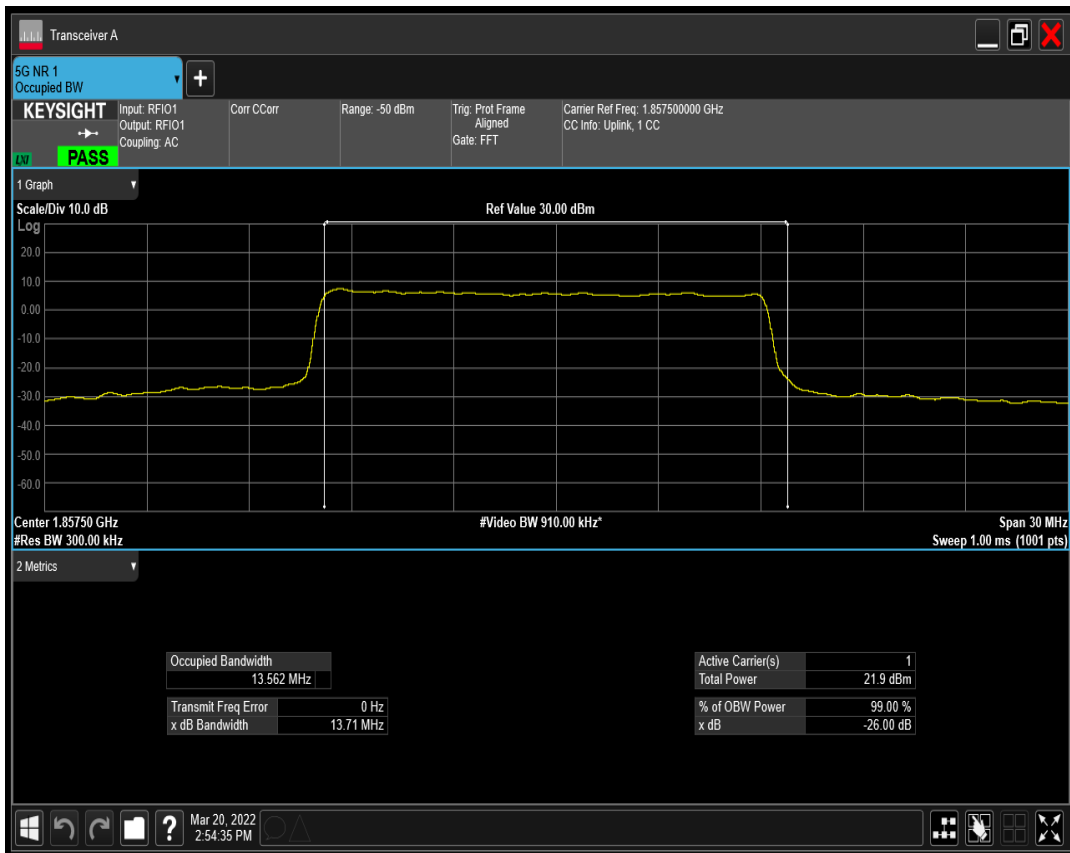 Transceiver A
5G NR 1
Occupied BW
+
KEYSIGHT
LXI
PASS
Input: RFIO1
Output: RFIO1
Coupling: AC
Corr CCorr
Range: -50 dBm
Trig: Prot Frame
Aligned
Gate: FFT
Carrier Ref Freq: 1.857500000 GHz
CC Info: Uplink, 1 CC
1 Graph
Scale/Div 10.0 dB
Ref Value 30.00 dBm
Log
20.0
10.0
0.00
-10.0
-20.0
-30.0
-40.0
-50.0
-60.0
Center 1.85750 GHz
#Video BW 910.00 kHz*
Span 30 MHz
#Res BW 300.00 kHz
Sweep 1.00 ms (1001 pts)
2 Metrics
Occupied Bandwidth
13.562 MHz
Transmit Freq Error 0 Hz
x dB Bandwidth 13.71 MHz
Active Carrier(s) 1
Total Power 21.9 dBm
% of OBW Power 99.00 %
x dB -26.00 dB
?
Mar 20, 2022
2:54:35 PM